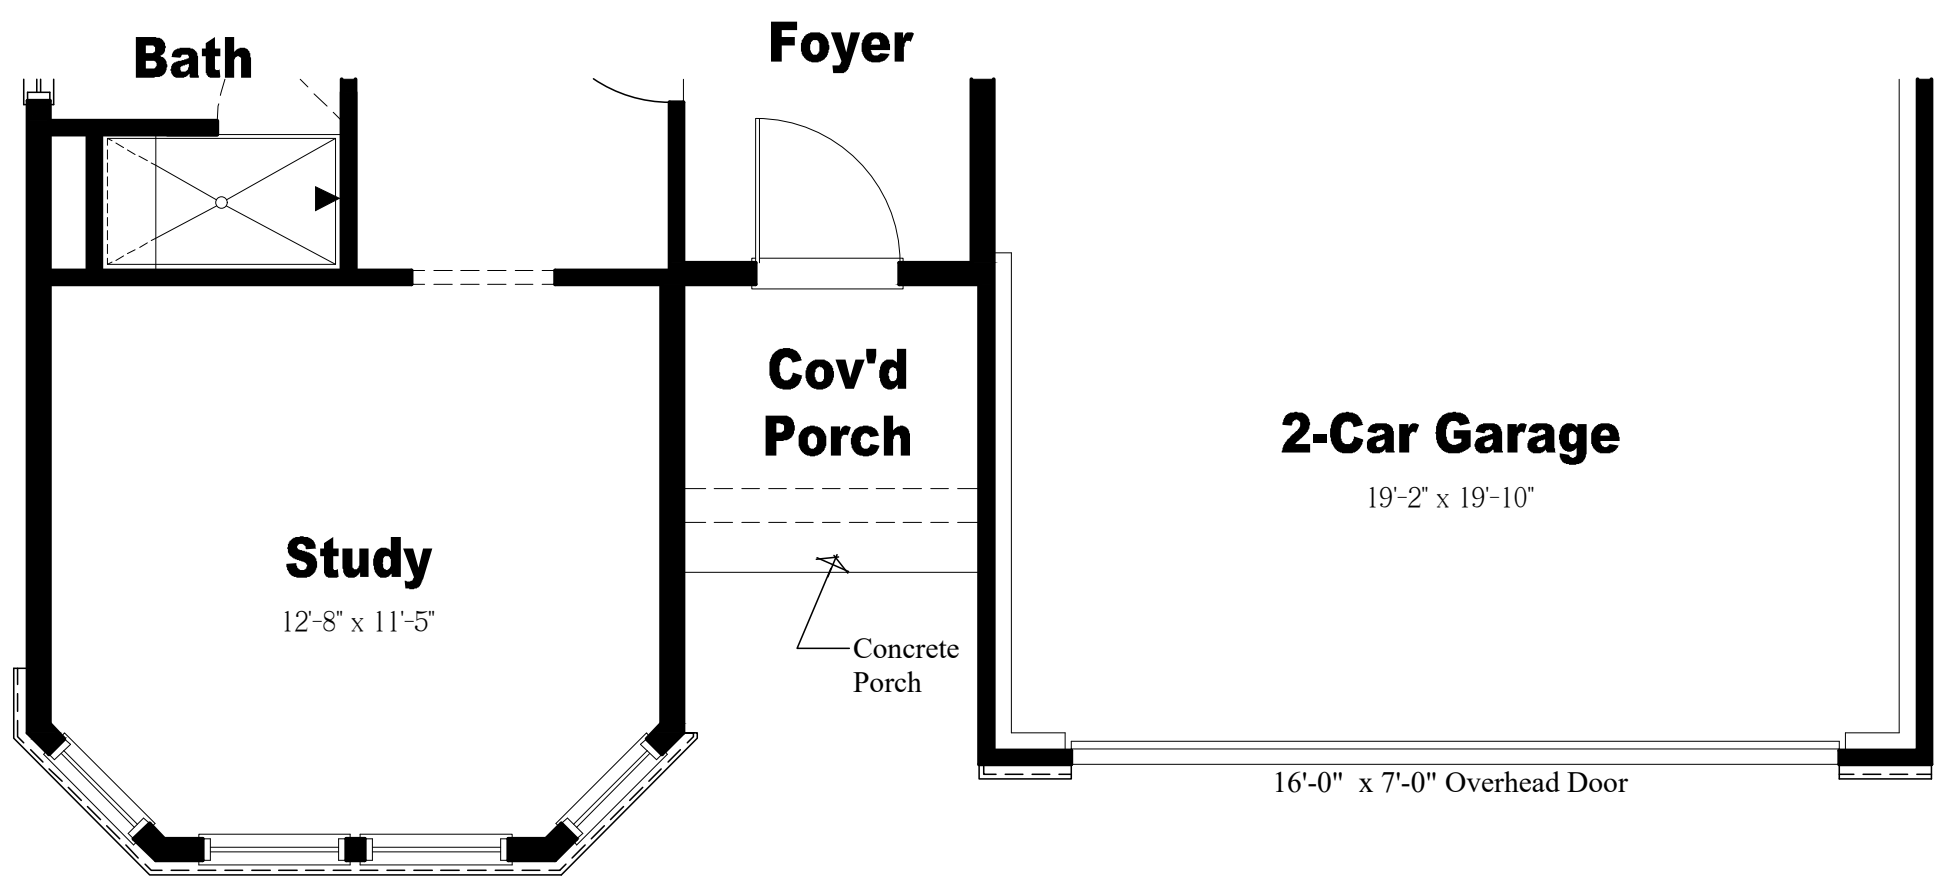 Bath
Foyer
Cov'd
Porch
2-Car Garage
19'-2" x 19'-10"
Study
12'-8" x 11'-5"
Concrete
Porch
16'-0" x 7'-0" Overhead Door